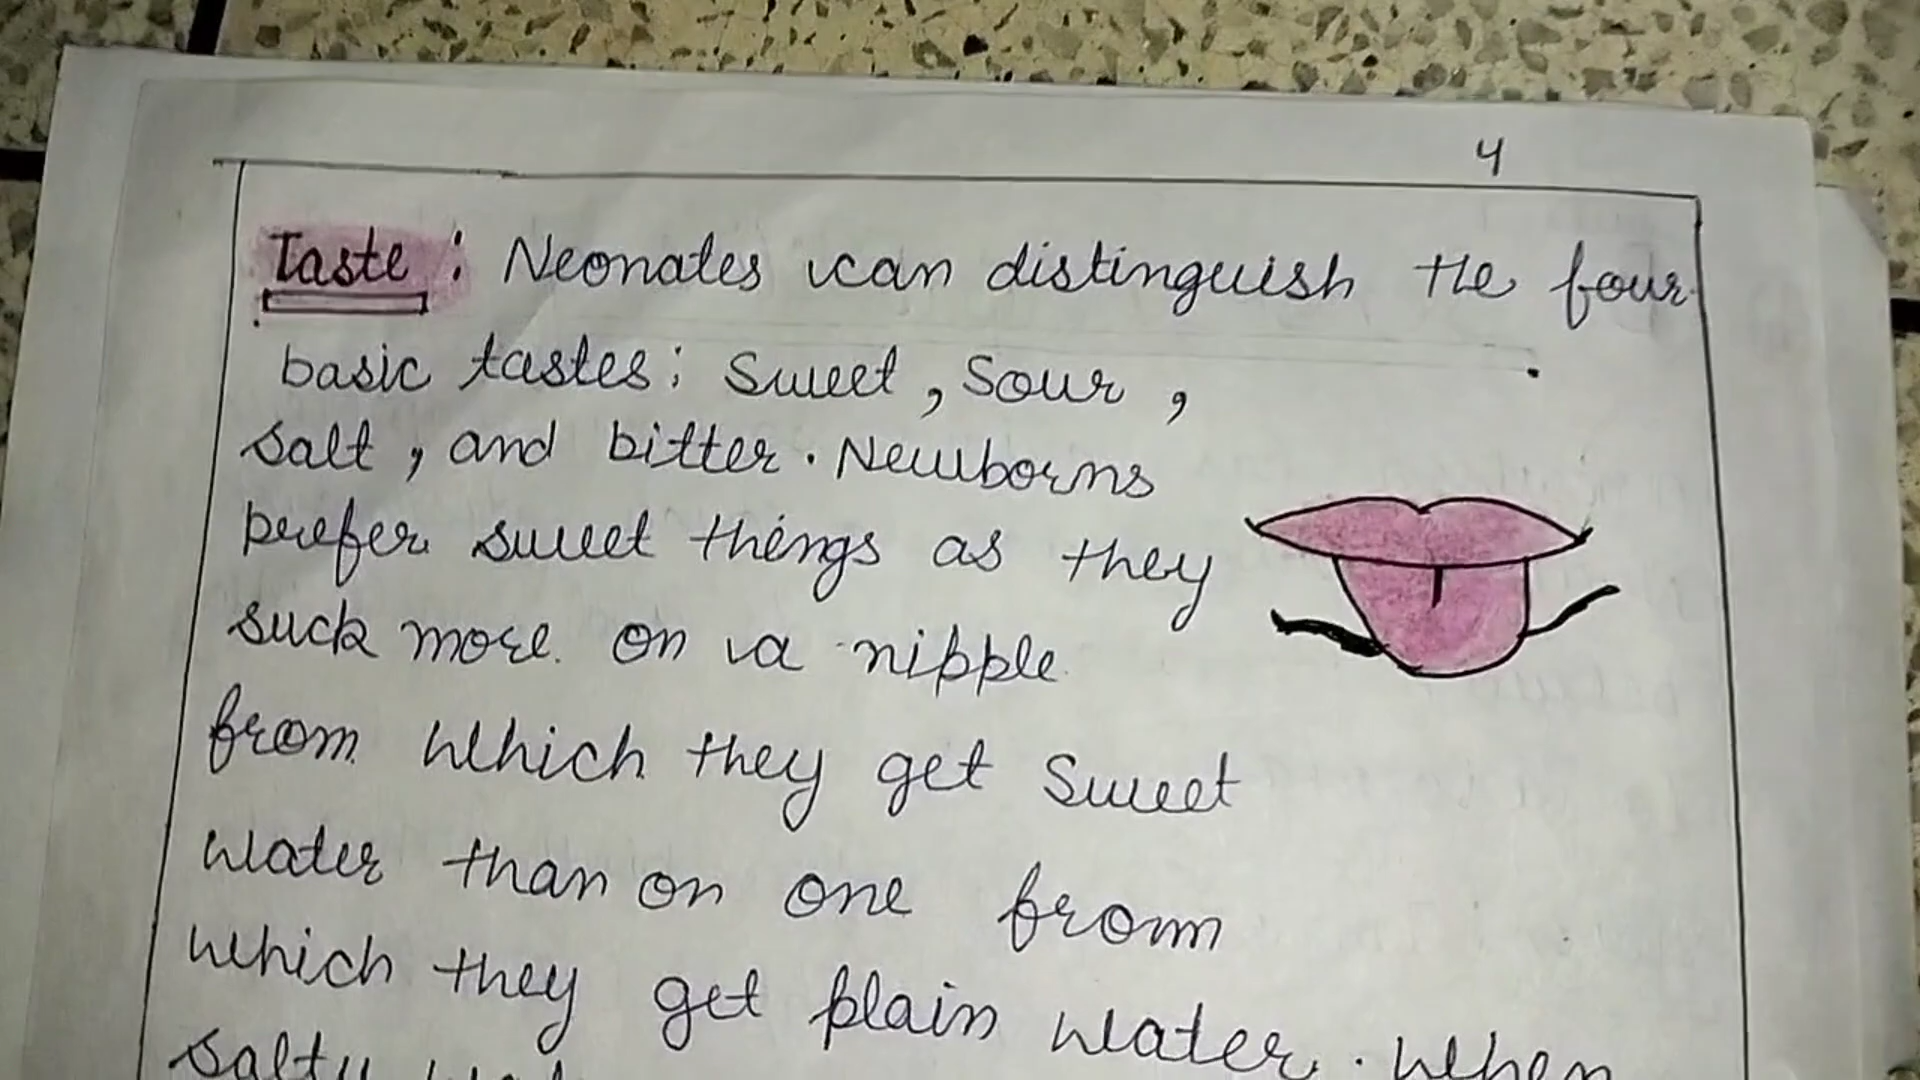 4
Taste : Neonates can distinguish the four
basic tastes : Sweet , Sour ,
salt , and bitter . Newborns
prefer sweet things as they
suck more on a nipple
from which they get sweet
water than on one from
which they get plain water . When
salty